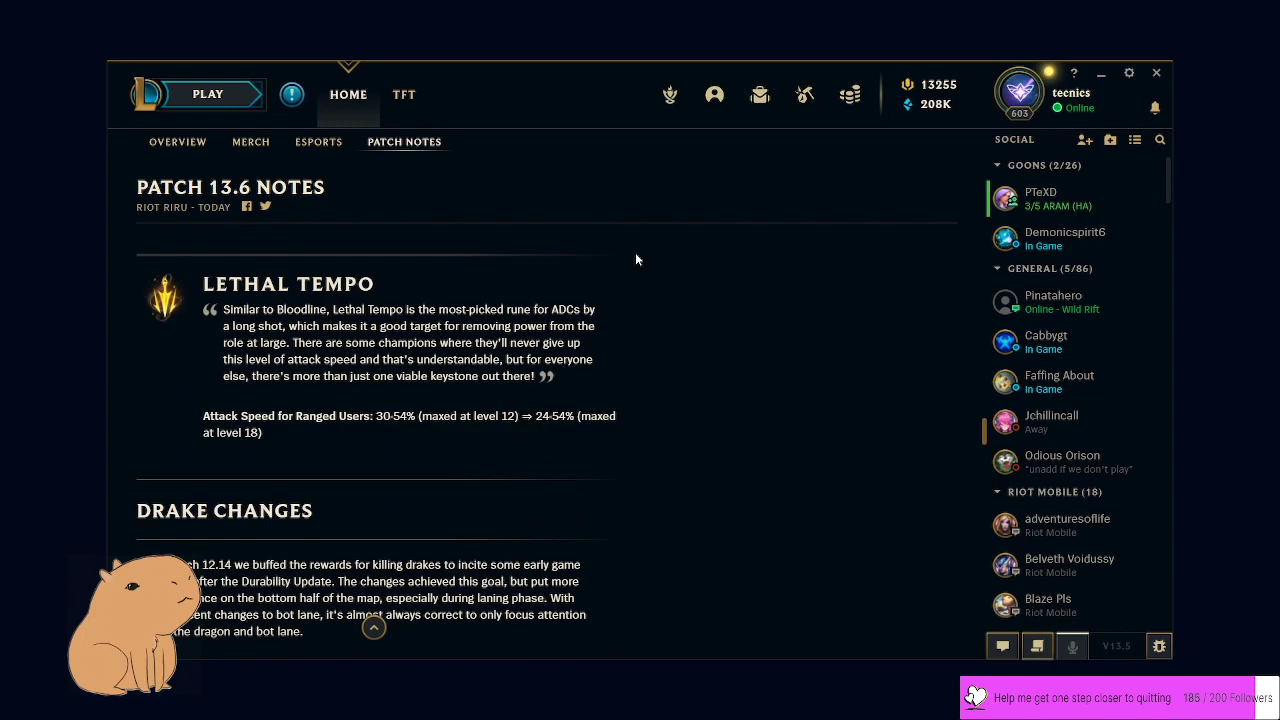 PLAY
HOME
TFT
13255
208K
603
tecnics
Online
OVERVIEW
MERCH
ESPORTS
PATCH NOTES
PATCH 13.6 NOTES
RIOT RIRU - TODAY
LETHAL TEMPO
Similar to Bloodline, Lethal Tempo is the most-picked rune for ADCs by
a long shot, which makes it a good target for removing power from the
role at large. There are some champions where they'll never give up
this level of attack speed and that's understandable, but for everyone
else, there's more than just one viable keystone out there!
Attack Speed for Ranged Users: 30-54% (maxed at level 12) ⇒ 24-54% (maxed
at level 18)
DRAKE CHANGES
12.14 we buffed the rewards for killing drakes to incite some early game
after the Durability Update. The changes achieved this goal, but put more
on the bottom half of the map, especially during laning phase. With
changes to bot lane, it's almost always correct to only focus attention
the dragon and bot lane.
SOCIAL
GOONS (2/26)
PTeXD
3/5 ARAM (HA)
Demonicspirit6
In Game
GENERAL (5/86)
Pinatahero
Online - Wild Rift
Cabbygt
In Game
Faffing About
In Game
Jchillincall
Away
Odious Orison
"unadd if we don't play"
RIOT MOBILE (18)
adventuresoflife
Riot Mobile
Belveth Voidussy
Riot Mobile
Blaze Pls
Riot Mobile
V13.5
Help me get one step closer to quitting 185 / 200 Followers